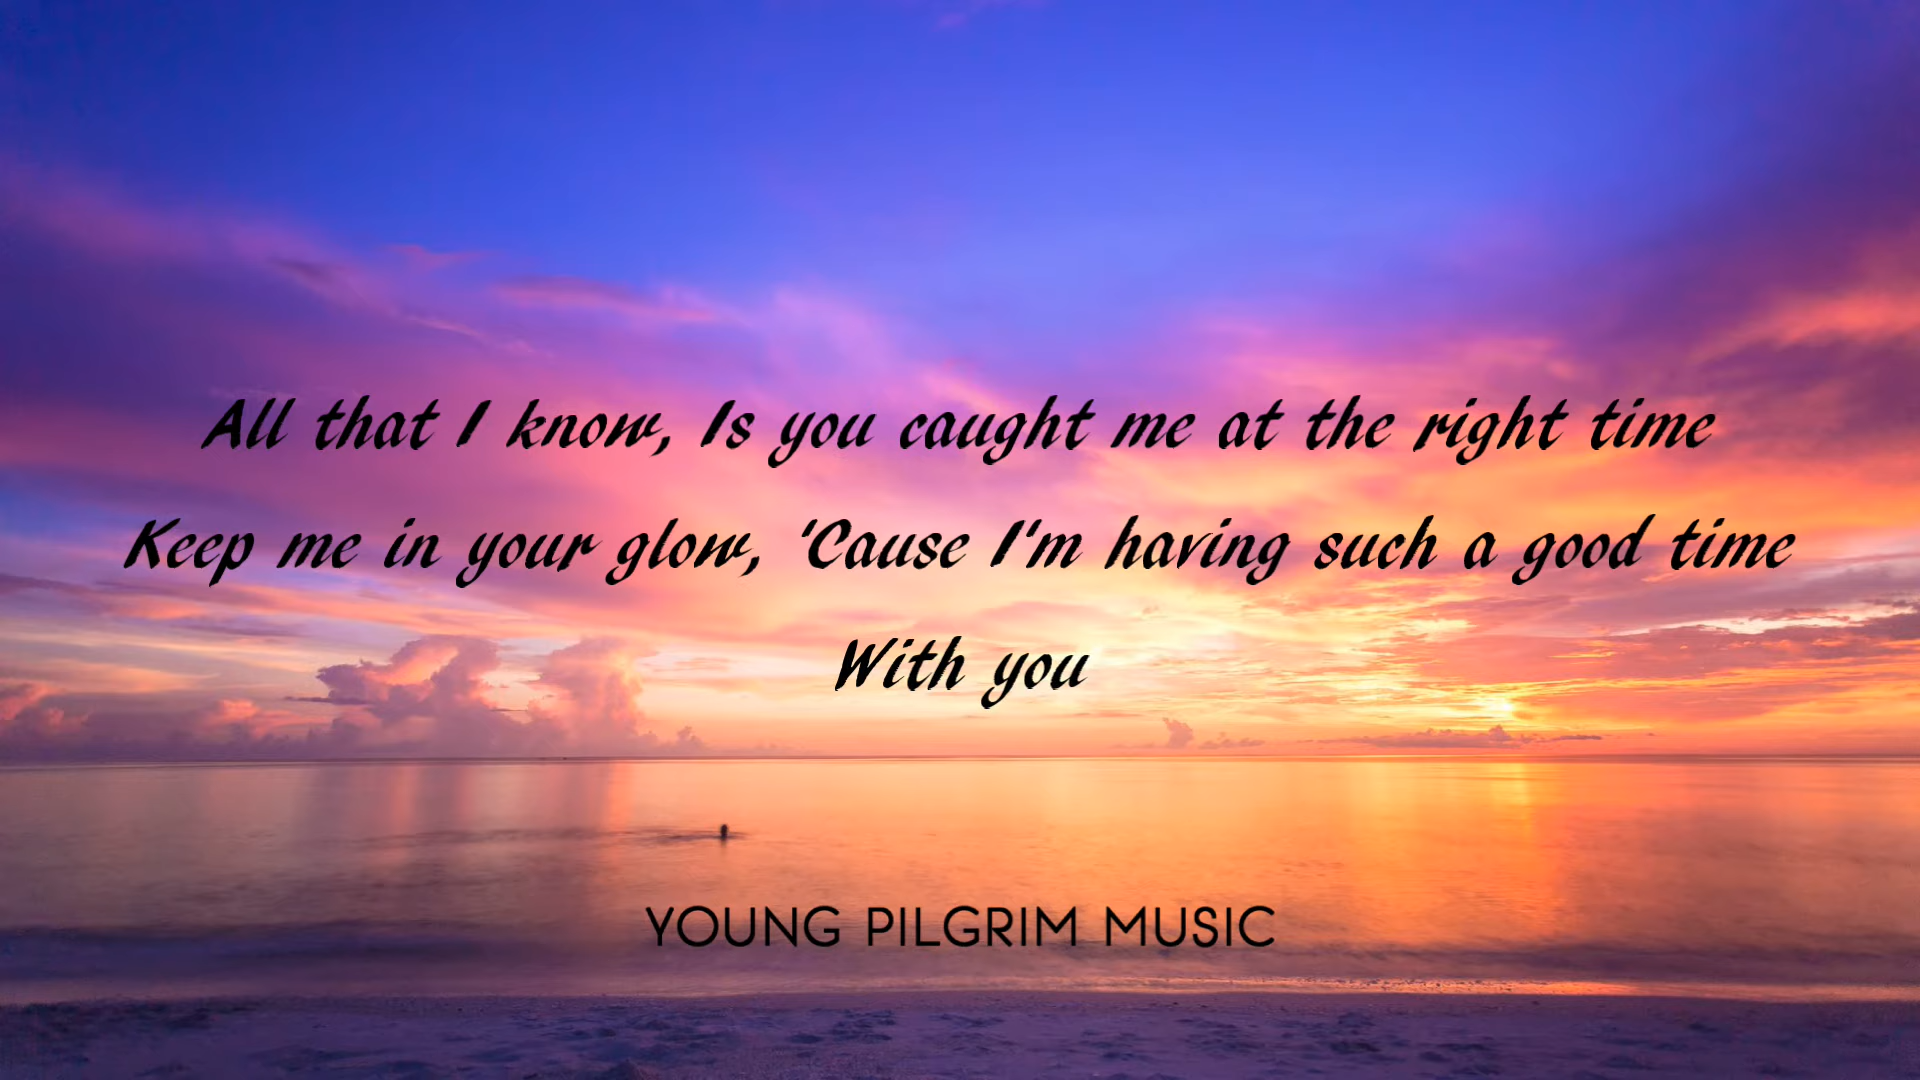 All that I know, Is you caught me at the right time
Keep me in your glow, 'Cause I'm having such a good time
With you
YOUNG PILGRIM MUSIC